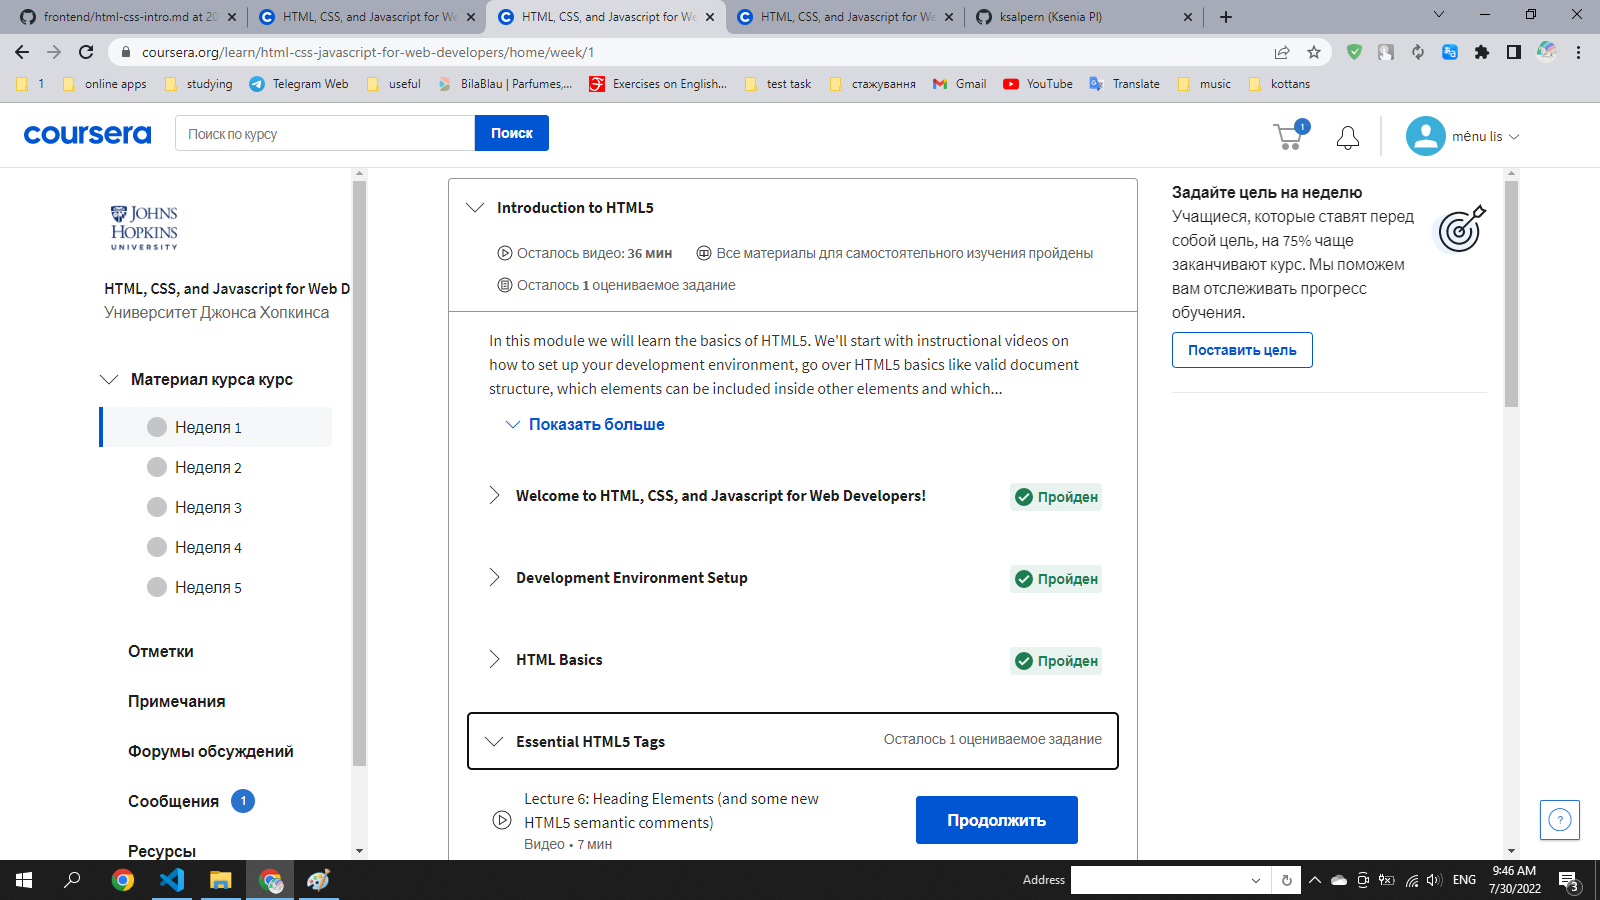 frontend/html-css-intro.md at 20
HTML, CSS, and Javascript for We
HTML, CSS, and Javascript for We
HTML, CSS, and Javascript for We
ksalpern (Ksenia Pl)
coursera.org/learn/html-css-javascript-for-web-developers/home/week/1
1
online apps
studying
Telegram Web
useful
BilaBlau | Parfumes,...
Exercises on English...
test task
стажування
Gmail
YouTube
Translate
music
kottans
coursera
Поиск по курсу
Поиск
1
mênu lis
JOHNS
HOPKINS
UNIVERSITY
HTML, CSS, and Javascript for Web D
Университет Джонса Хопкинса
Материал курса курс
Неделя 1
Неделя 2
Неделя 3
Неделя 4
Неделя 5
Отметки
Примечания
Форумы обсуждений
Сообщения 1
Ресурсы
Introduction to HTML5
Осталось видео: 36 мин
Все материалы для самостоятельного изучения пройдены
Осталось 1 оцениваемое задание
In this module we will learn the basics of HTML5. We'll start with instructional videos on
how to set up your development environment, go over HTML5 basics like valid document
structure, which elements can be included inside other elements and which...
Показать больше
Welcome to HTML, CSS, and Javascript for Web Developers!
Пройден
Development Environment Setup
Пройден
HTML Basics
Пройден
Essential HTML5 Tags
Осталось 1 оцениваемое задание
Lecture 6: Heading Elements (and some new
HTML5 semantic comments)
Видео • 7 мин
Продолжить
Задайте цель на неделю
Учащиеся, которые ставят перед
собой цель, на 75% чаще
заканчивают курс. Мы поможем
вам отслеживать прогресс
обучения.
Поставить цель
?
Address
ENG
9:46 AM
7/30/2022
3